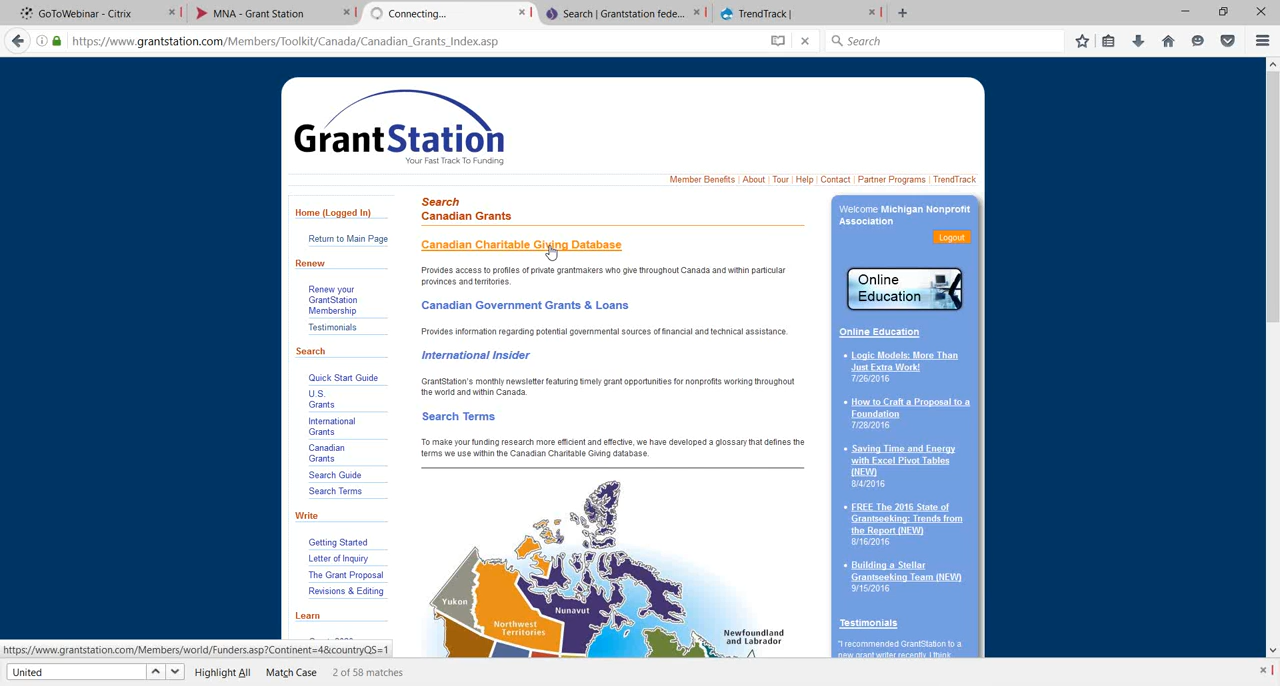 GoToWebinar - Citrix
MNA - Grant Station
Connecting...
Search | Grantstation fede...
TrendTrack |
https://www.grantstation.com/Members/Toolkit/Canada/Canadian_Grants_Index.asp
Search
GrantStation
Your Fast Track To Funding
Member Benefits | About | Tour | Help | Contact | Partner Programs | TrendTrack
Home (Logged In)
Return to Main Page
Renew
Renew your
GrantStation
Membership
Testimonials
Search
Quick Start Guide
U.S.
Grants
International
Grants
Canadian
Grants
Search Guide
Search Terms
Write
Getting Started
Letter of Inquiry
The Grant Proposal
Revisions & Editing
Learn
Search
Canadian Grants
Canadian Charitable Giving Database
Provides access to profiles of private grantmakers who give throughout Canada and within particular
provinces and territories.
Canadian Government Grants & Loans
Provides information regarding potential governmental sources of financial and technical assistance.
International Insider
GrantStation's monthly newsletter featuring timely grant opportunities for nonprofits working throughout
the world and within Canada.
Search Terms
To make your funding research more efficient and effective, we have developed a glossary that defines the
terms we use within the Canadian Charitable Giving database.
Yukon
Northwest
Territories
Nunavut
Newfoundland
and Labrador
Welcome Michigan Nonprofit
Association
Logout
Online
Education
Online Education
• Logic Models: More Than
Just Extra Work!
7/26/2016
• How to Craft a Proposal to a
Foundation
7/28/2016
• Saving Time and Energy
with Excel Pivot Tables
(NEW)
8/4/2016
• FREE The 2016 State of
Grantseeking: Trends from
the Report (NEW)
8/16/2016
• Building a Stellar
Grantseeking Team (NEW)
9/15/2016
Testimonials
"I recommended GrantStation to a
new grant writer recently. I think
https://www.grantstation.com/Members/world/Funders.asp?Continent=4&countryQS=1
United
Highlight All
Match Case
2 of 58 matches